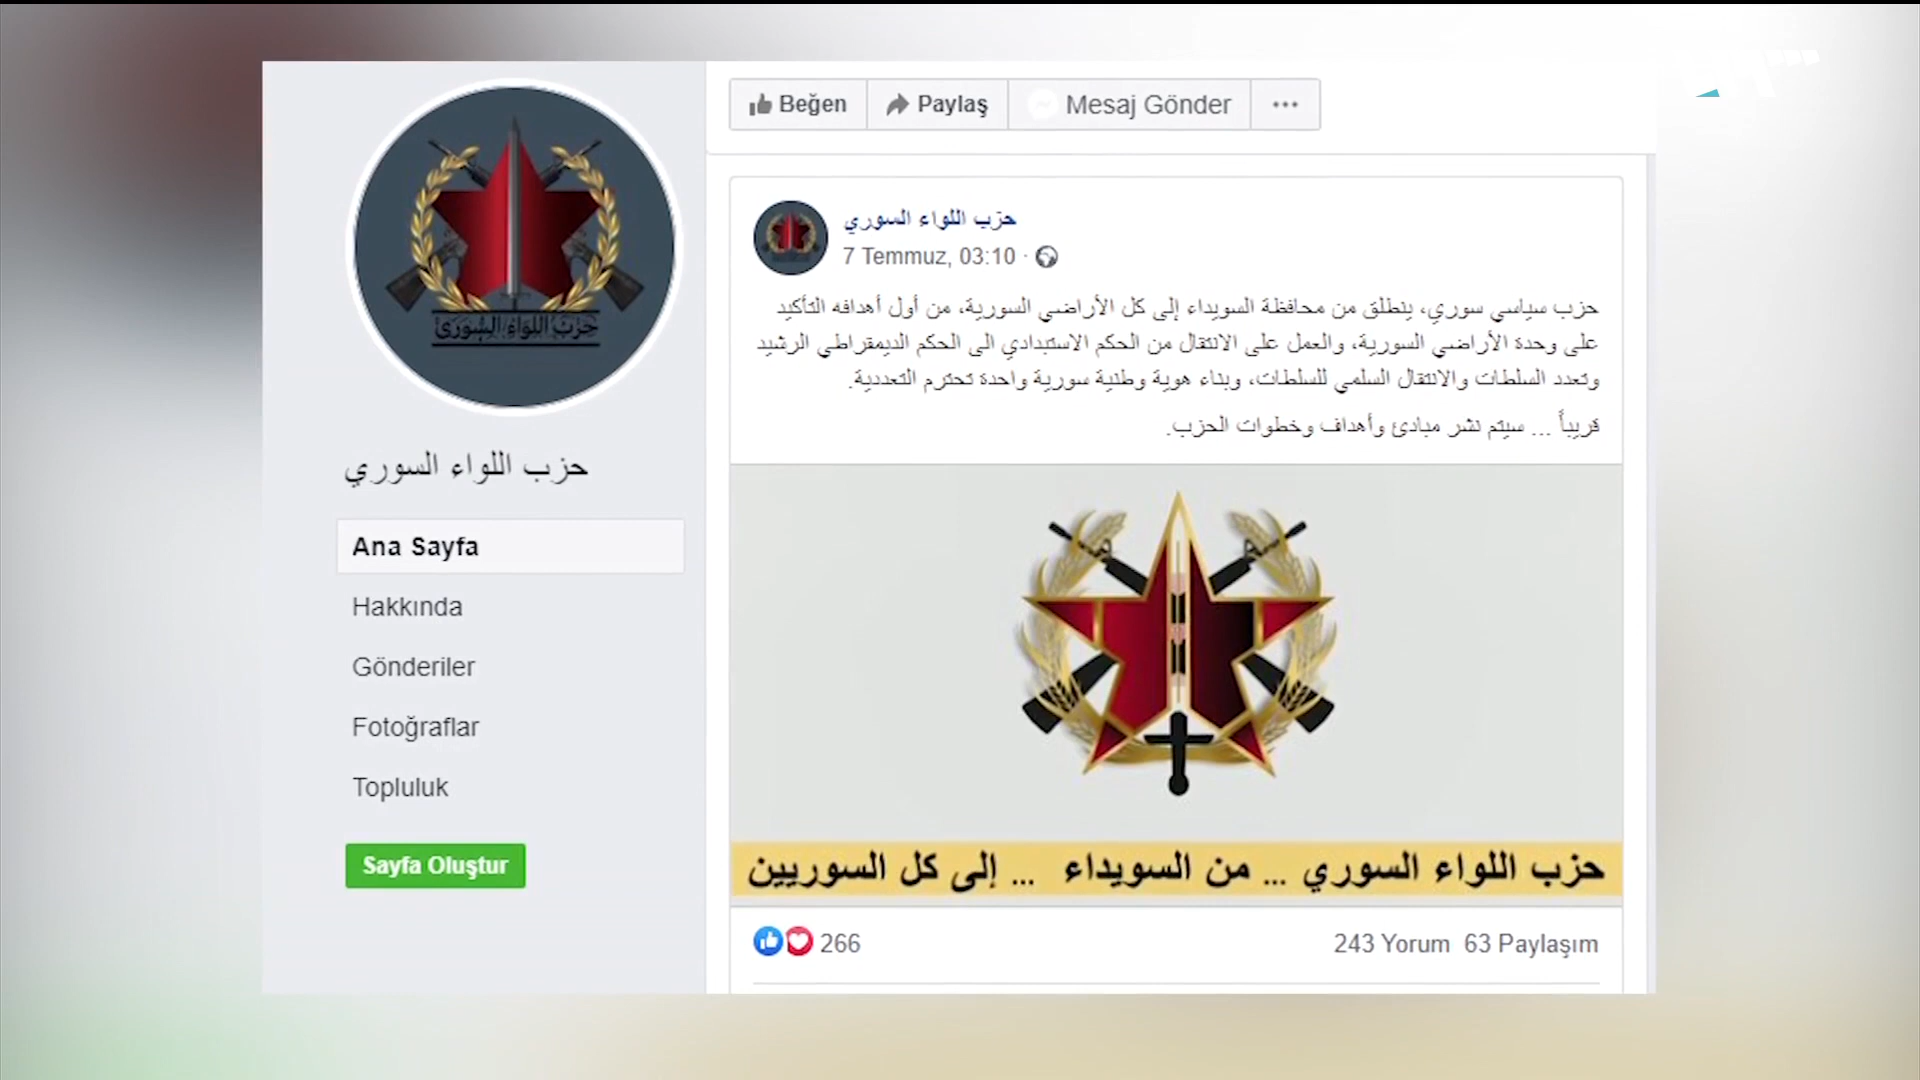 حزب اللواء السوري
حزب اللواء السوري
Ana Sayfa
Hakkında
Gönderiler
Fotoğraflar
Topluluk
Sayfa Oluştur
Beğen
Paylaş
Mesaj Gönder
حزب اللواء السوري
7 Temmuz, 03:10 ·
حزب سياسي سوري، ينطلق من محافظة السويداء إلى كل الأراضي السورية، من أول أهدافه التأكيد
على وحدة الأراضي السورية، والعمل على الانتقال من الحكم الاستبدادي الى الحكم الديمقراطي الرشيد
وتعدد السلطات والانتقال السلمي للسلطات، وبناء هوية وطنية سورية واحدة تحترم التعددية.
قريباً ... سيتم نشر مبادئ وأهداف وخطوات الحزب.
حزب اللواء السوري ... من السويداء ... إلى كل السوريين
266
243 Yorum 63 Paylaşım